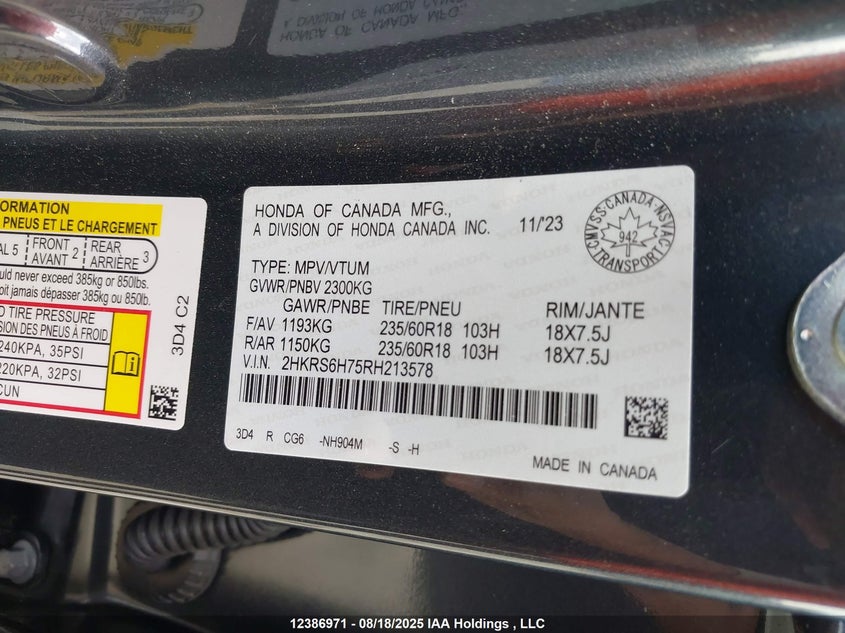 ORMATION
PNEUS ET LE CHARGEMENT
AL 5 FRONT AVANT 2 REAR ARRIÈRE 3
uld never exceed 385kg or 850lbs.
oit jamais dépasser 385kg ou 850lb.
TIRE PRESSURE
SION DES PNEUS À FROID
240KPA, 35PSI
220KPA, 32PSI
CUN
3D4 C2
HONDA OF CANADA MFG.,
A DIVISION OF HONDA CANADA INC. 11/'23
CMVSS-CANADA-NSVAC
942
TRANSPORT
TYPE: MPV/VTUM
GVWR/PNBV 2300KG
GAWR/PNBE TIRE/PNEU RIM/JANTE
F/AV 1193KG 235/60R18 103H 18X7.5J
R/AR 1150KG 235/60R18 103H 18X7.5J
V.I.N. 2HKRS6H75RH213578
3D4 R CG6 -NH904M -S -H
MADE IN CANADA
12386971 - 08/18/2025 IAA Holdings , LLC